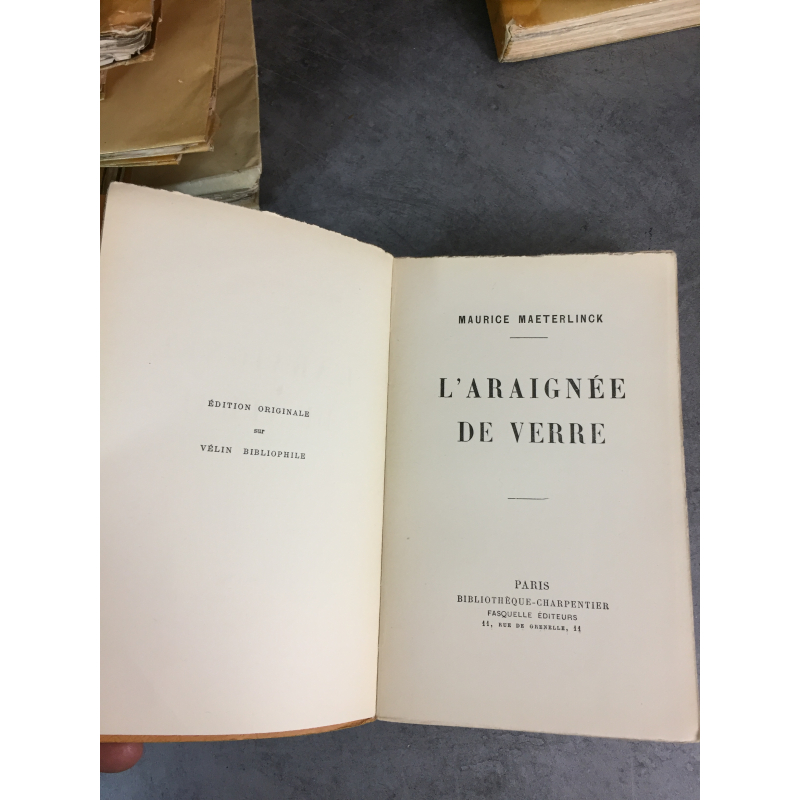 ÉDITION ORIGINALE
sur
VÉLIN BIBLIOPHILE
MAURICE MAETERLINCK
L'ARAIGNÉE
DE VERRE
PARIS
BIBLIOTHÈQUE-CHARPENTIER
FASQUELLE ÉDITEURS
11, RUE DE GRENELLE, 11